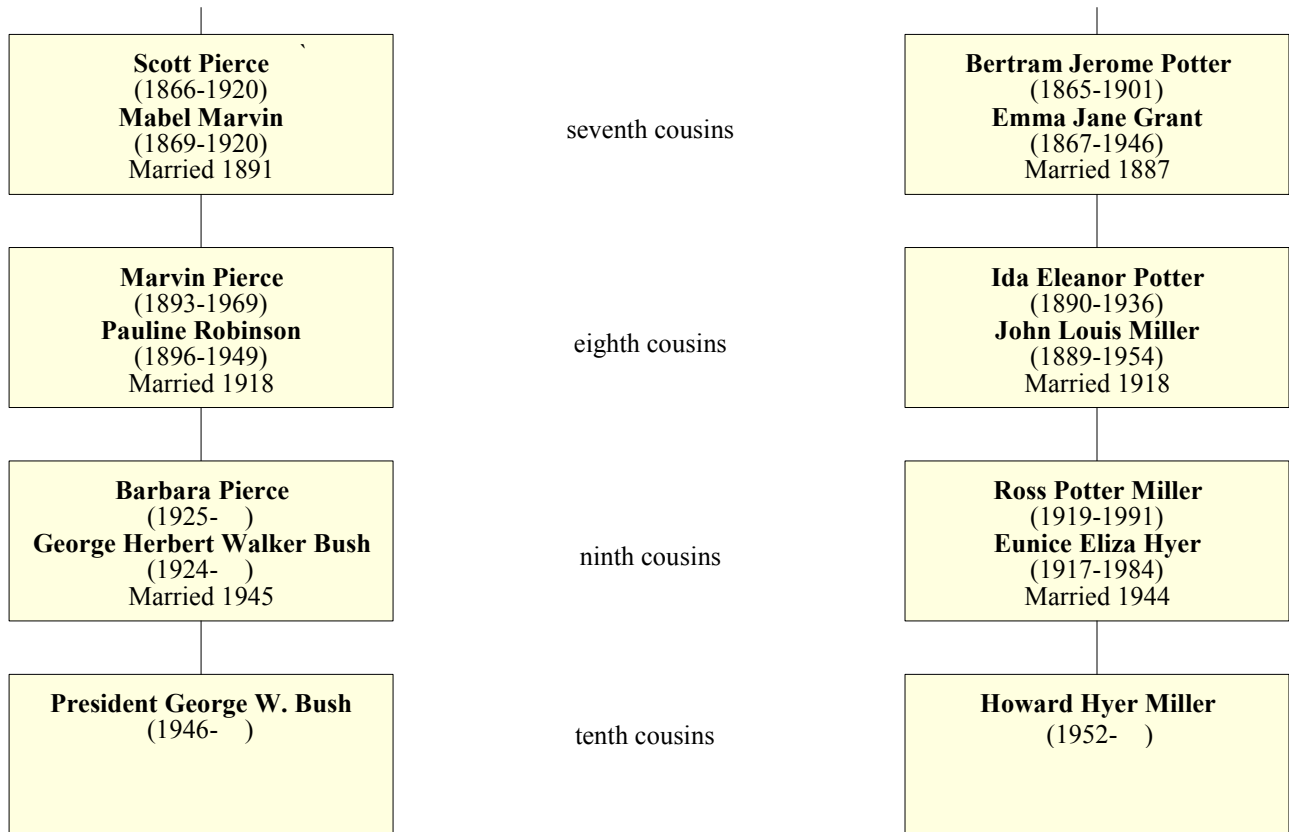 `
Scott Pierce
(1866-1920)
Mabel Marvin
(1869-1920)
Married 1891
seventh cousins
Bertram Jerome Potter
(1865-1901)
Emma Jane Grant
(1867-1946)
Married 1887
Marvin Pierce
(1893-1969)
Pauline Robinson
(1896-1949)
Married 1918
eighth cousins
Ida Eleanor Potter
(1890-1936)
John Louis Miller
(1889-1954)
Married 1918
Barbara Pierce
(1925- )
George Herbert Walker Bush
(1924- )
Married 1945
ninth cousins
Ross Potter Miller
(1919-1991)
Eunice Eliza Hyer
(1917-1984)
Married 1944
President George W. Bush
(1946- )
tenth cousins
Howard Hyer Miller
(1952- )